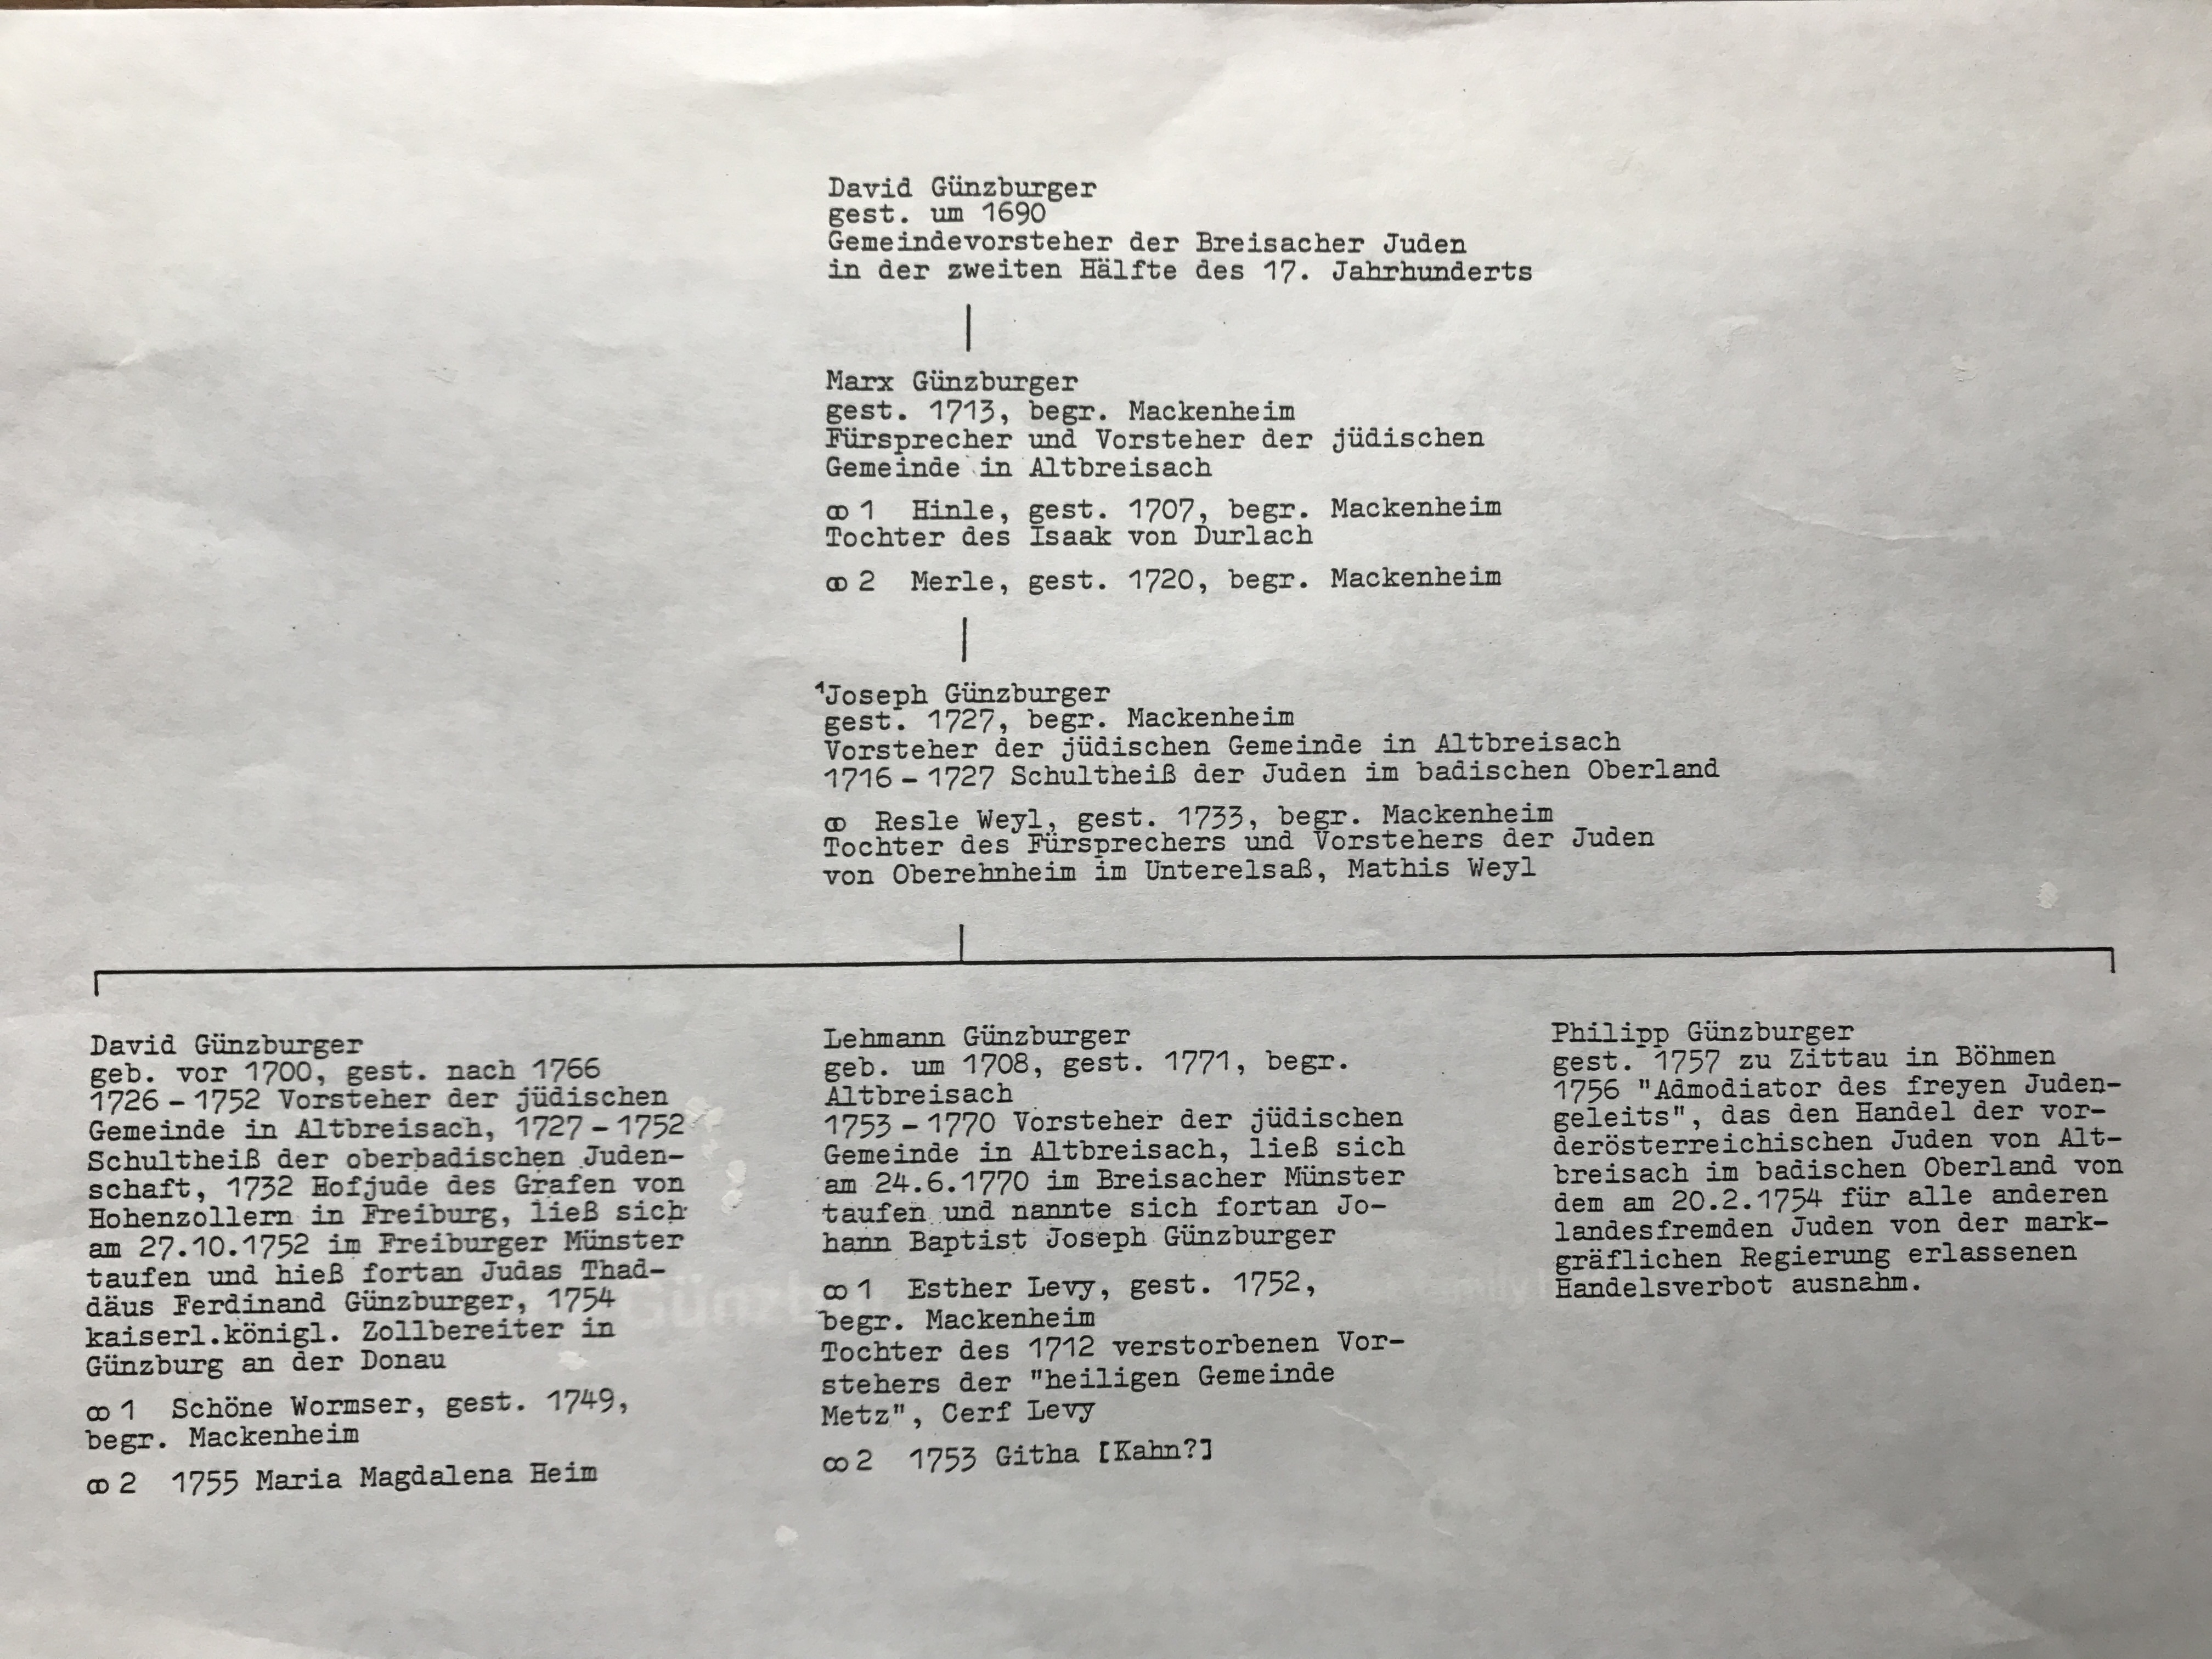 David Günzburger
gest. um 1690
Gemeindevorsteher der Breisacher Juden
in der zweiten Hälfte des 17. Jahrhunderts
Marx Günzburger
gest. 1713, begr. Mackenheim
Fürsprecher und Vorsteher der jüdischen
Gemeinde in Altbreisach
∞ 1 Hinle, gest. 1707, begr. Mackenheim
Tochter des Isaak von Durlach
∞ 2 Merle, gest. 1720, begr. Mackenheim
¹Joseph Günzburger
gest. 1727, begr. Mackenheim
Vorsteher der jüdischen Gemeinde in Altbreisach
1716 – 1727 Schultheiß der Juden im badischen Oberland
∞ Resle Weyl, gest. 1733, begr. Mackenheim
Tochter des Fürsprechers und Vorstehers der Juden
von Oberehnheim im Unterelsaß, Mathis Weyl
David Günzburger
geb. vor 1700, gest. nach 1766
1726 – 1752 Vorsteher der jüdischen
Gemeinde in Altbreisach, 1727 – 1752
Schultheiß der oberbadischen Juden-
schaft, 1732 Hofjude des Grafen von
Hohenzollern in Freiburg, ließ sich
am 27.10.1752 im Freiburger Münster
taufen und hieß fortan Judas Thad-
däus Ferdinand Günzburger, 1754
kaiserl.königl. Zollbereiter in
Günzburg an der Donau
∞ 1 Schöne Wormser, gest. 1749,
begr. Mackenheim
∞ 2 1755 Maria Magdalena Heim
Lehmann Günzburger
geb. um 1708, gest. 1771, begr.
Altbreisach
1753 – 1770 Vorsteher der jüdischen
Gemeinde in Altbreisach, ließ sich
am 24.6.1770 im Breisacher Münster
taufen und nannte sich fortan Jo-
hann Baptist Joseph Günzburger
∞ 1 Esther Levy, gest. 1752,
begr. Mackenheim
Tochter des 1712 verstorbenen Vor-
stehers der "heiligen Gemeinde
Metz", Cerf Levy
∞ 2 1753 Githa [Kahn?]
Philipp Günzburger
gest. 1757 zu Zittau in Böhmen
1756 "Admodiator des freyen Juden-
geleits", das den Handel der vor-
derösterreichischen Juden von Alt-
breisach im badischen Oberland von
dem am 20.2.1754 für alle anderen
landesfremden Juden von der mark-
gräflichen Regierung erlassenen
Handelsverbot ausnahm.